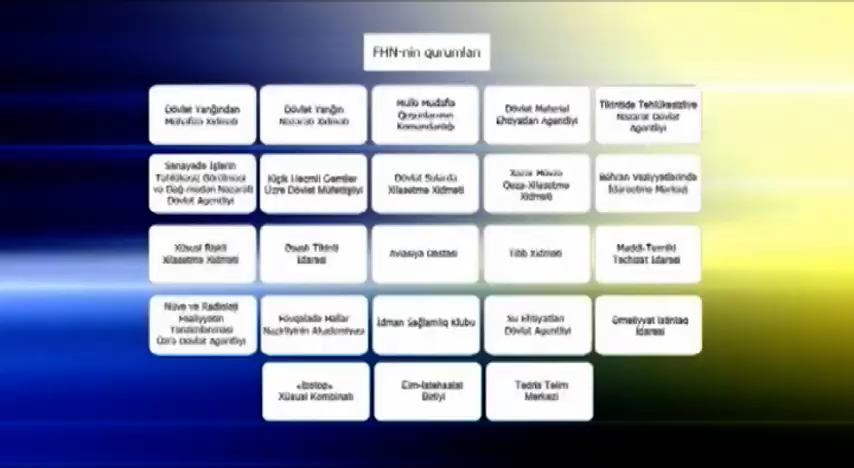 FHN-nin qurumları
Dövlət Yanğından
Mühafizə Xidməti
Dövlət Yanğın
Nəzarəti Xidməti
Mülki Müdafiə
Qoşunlarının
Komandanlığı
Dövlət Material
Ehtiyatları Agentliyi
Tikintidə Təhlükəsizliyə
Nəzarət Dövlət
Agentliyi
Sənayedə İşlərin
Təhlükəsiz Görülməsi
və Dağ-mədən Nəzarəti
Dövlət Agentliyi
Kiçik Həcmli Gəmilər
Üzrə Dövlət Müfəttişliyi
Dövlət Sularda
Xilasetmə Xidməti
Xəzər Hövzə
Qəza-Xilasetmə
Xidməti
Böhran Vəziyyətlərində
İdarəetmə Mərkəzi
Xüsusi Riskli
Xilasetmə Xidməti
Əsaslı Tikinti
İdarəsi
Aviasiya Dəstəsi
Tibb Xidməti
Maddi-Texniki
Təchizat İdarəsi
Nüvə və Radioloji
Fəaliyyətin
Tənzimlənməsi
Üzrə Dövlət Agentliyi
Fövqəladə Hallar
Nazirliyinin Akademiyası
İdman Sağlamlıq Klubu
Su Ehtiyatları
Dövlət Agentliyi
Əməliyyat İstintaq
İdarəsi
«İzotop»
Xüsusi Kombinatı
Elm-İstehsalat
Birliyi
Tədris Təlim
Mərkəzi